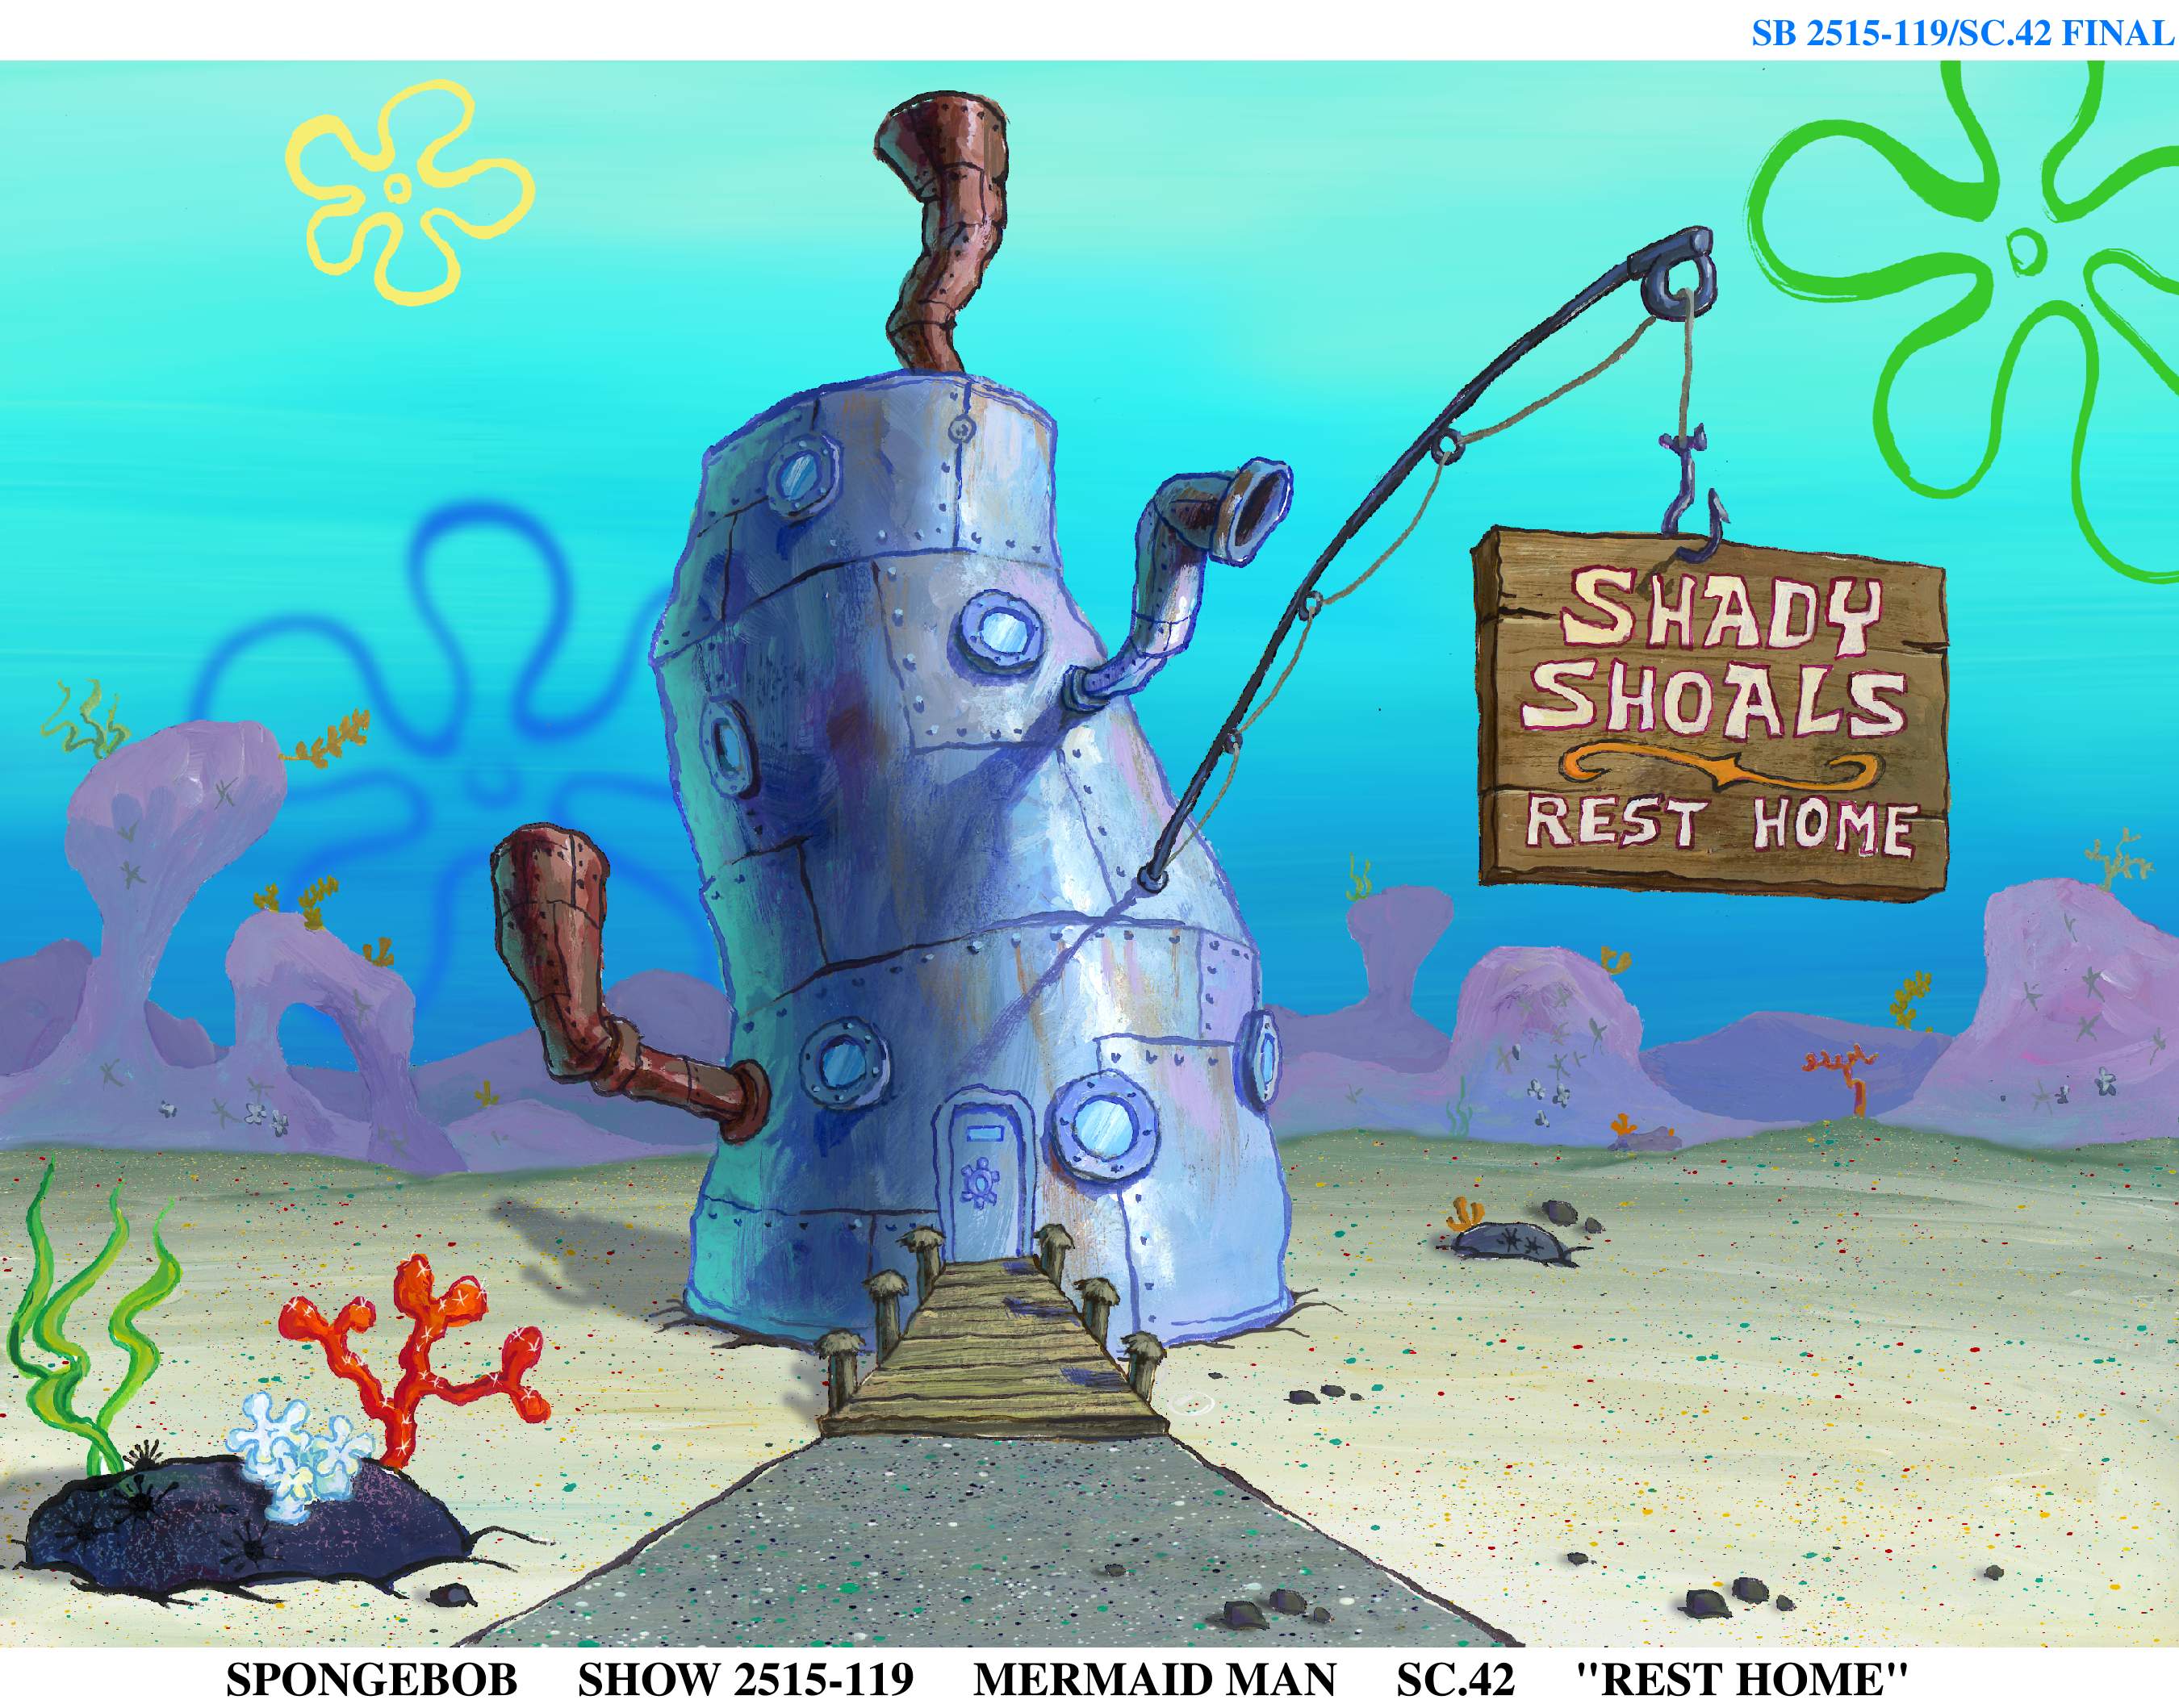 SB 2515-119/SC.42 FINAL
SHADY
SHOALS
REST HOME
SPONGEBOB SHOW 2515-119 MERMAID MAN SC.42 "REST HOME"